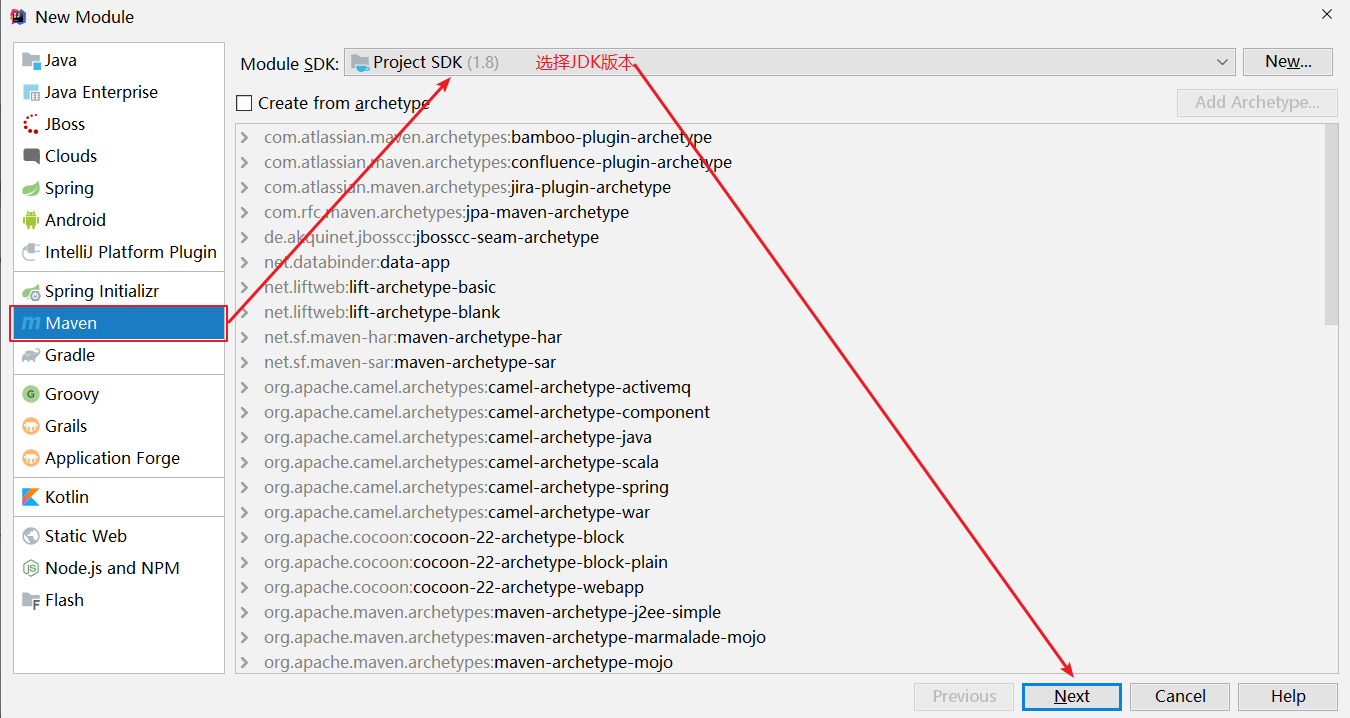 New Module
Java
Java Enterprise
JBoss
Clouds
Spring
Android
IntelliJ Platform Plugin
Spring Initializr
Maven
Gradle
Groovy
Grails
Application Forge
Kotlin
Static Web
Node.js and NPM
Flash
Module SDK: Project SDK (1.8) 选择JDK版本 New...
Create from archetype Add Archetype...
com.atlassian.maven.archetypes:bamboo-plugin-archetype
com.atlassian.maven.archetypes:confluence-plugin-archetype
com.atlassian.maven.archetypes:jira-plugin-archetype
com.rfc.maven.archetypes:jpa-maven-archetype
de.akquinet.jbosscc:jbosscc-seam-archetype
net.databinder:data-app
net.liftweb:lift-archetype-basic
net.liftweb:lift-archetype-blank
net.sf.maven-har:maven-archetype-har
net.sf.maven-sar:maven-archetype-sar
org.apache.camel.archetypes:camel-archetype-activemq
org.apache.camel.archetypes:camel-archetype-component
org.apache.camel.archetypes:camel-archetype-java
org.apache.camel.archetypes:camel-archetype-scala
org.apache.camel.archetypes:camel-archetype-spring
org.apache.camel.archetypes:camel-archetype-war
org.apache.cocoon:cocoon-22-archetype-block
org.apache.cocoon:cocoon-22-archetype-block-plain
org.apache.cocoon:cocoon-22-archetype-webapp
org.apache.maven.archetypes:maven-archetype-j2ee-simple
org.apache.maven.archetypes:maven-archetype-marmalade-mojo
org.apache.maven.archetypes:maven-archetype-mojo
Previous Next Cancel Help